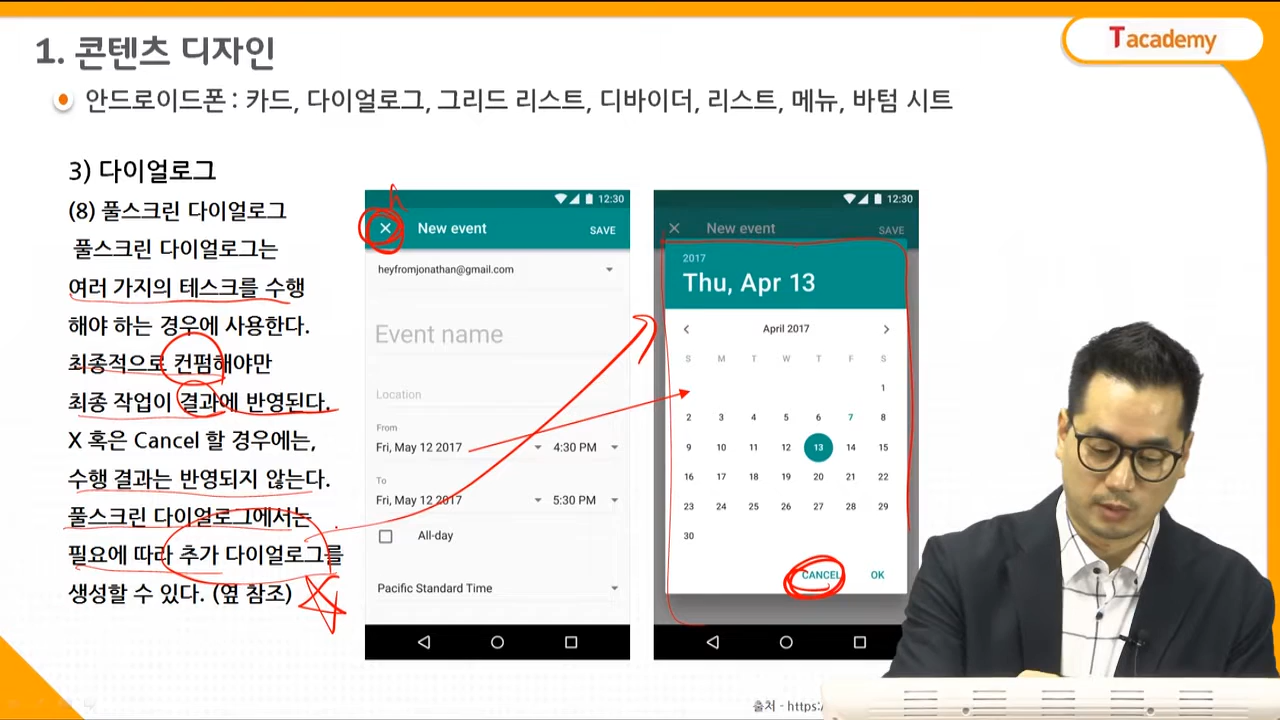 1. 콘텐츠 디자인
Tacademy
안드로이드폰 : 카드, 다이얼로그, 그리드 리스트, 디바이더, 리스트, 메뉴, 바텀 시트
3) 다이얼로그
(8) 풀스크린 다이얼로그
풀스크린 다이얼로그는
여러 가지의 테스크를 수행
해야 하는 경우에 사용한다.
최종적으로 컨펌해야만
최종 작업이 결과에 반영된다.
X 혹은 Cancel 할 경우에는,
수행 결과는 반영되지 않는다.
풀스크린 다이얼로그에서는
필요에 따라 추가 다이얼로그를
생성할 수 있다. (옆 참조)
12:30
New event
SAVE
heyfromjonathan@gmail.com
Event name
Location
From
Fri, May 12 2017
4:30 PM
To
Fri, May 12 2017
5:30 PM
All-day
Pacific Standard Time
12:30
New event
SAVE
2017
Thu, Apr 13
April 2017
S M T W T F S
1
2 3 4 5 6 7 8
9 10 11 12 13 14 15
16 17 18 19 20 21 22
23 24 25 26 27 28 29
30
CANCEL OK
출처 - https:/